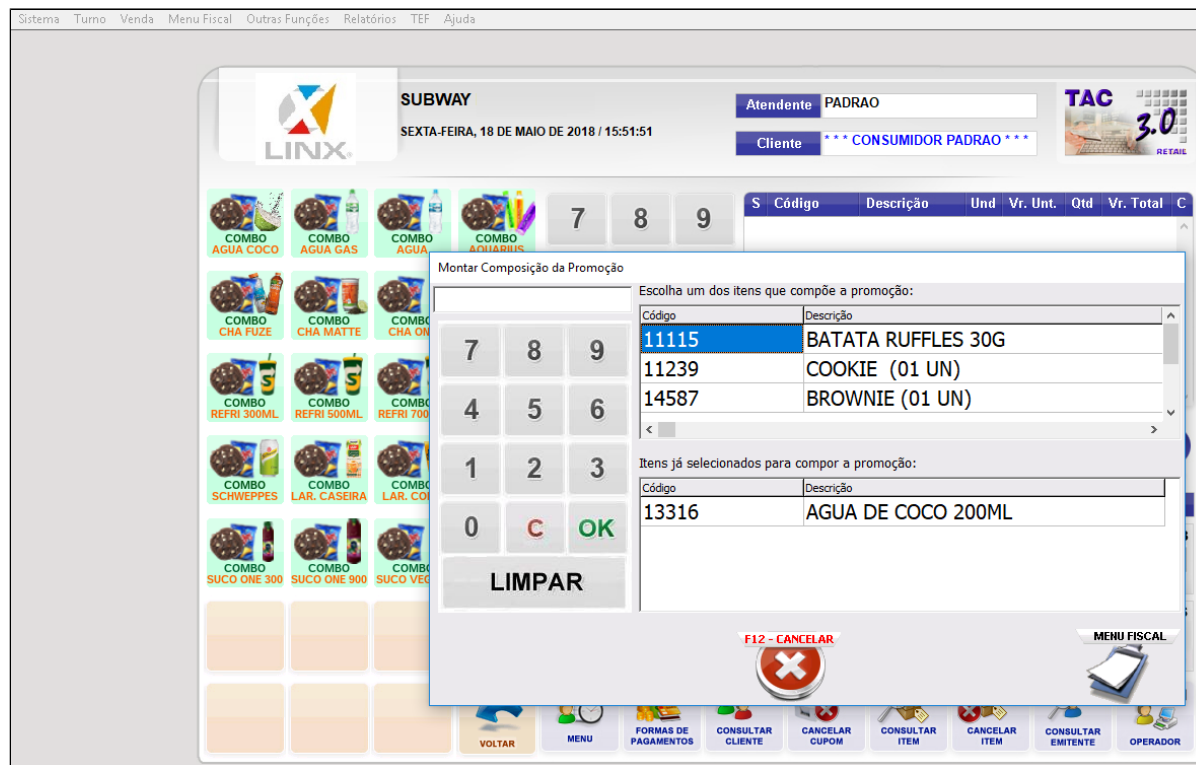 Sistema Turno Venda Menu Fiscal Outras Funções Relatórios TEF Ajuda
LINX
SUBWAY
SEXTA-FEIRA, 18 DE MAIO DE 2018 / 15:51:51
Atendente PADRAO
Cliente * * * CONSUMIDOR PADRAO * * *
TAC
3.0
RETAIL
COMBO
AGUA COCO
COMBO
AGUA GAS
COMBO
AGUA
COMBO
AQUARIUS
7 8 9
S Código Descrição Und Vr. Unt. Qtd Vr. Total C
COMBO
CHA FUZE
COMBO
CHA MATTE
COMBO
CHA ON
COMBO
REFRI 300ML
COMBO
REFRI 500ML
COMBO
REFRI 700
COMBO
SCHWEPPES
COMBO
LAR. CASEIRA
COMBO
LAR. CO
COMBO
SUCO ONE 300
COMBO
SUCO ONE 900
COMBO
SUCO VEG
Montar Composição da Promoção
7 8 9
4 5 6
1 2 3
0 C OK
LIMPAR
Escolha um dos itens que compõe a promoção:
Código Descrição
11115 BATATA RUFFLES 30G
11239 COOKIE (01 UN)
14587 BROWNIE (01 UN)
Itens já selecionados para compor a promoção:
Código Descrição
13316 AGUA DE COCO 200ML
F12 - CANCELAR
MENU FISCAL
VOLTAR
MENU
FORMAS DE
PAGAMENTOS
CONSULTAR
CLIENTE
CANCELAR
CUPOM
CONSULTAR
ITEM
CANCELAR
ITEM
CONSULTAR
EMITENTE
OPERADOR